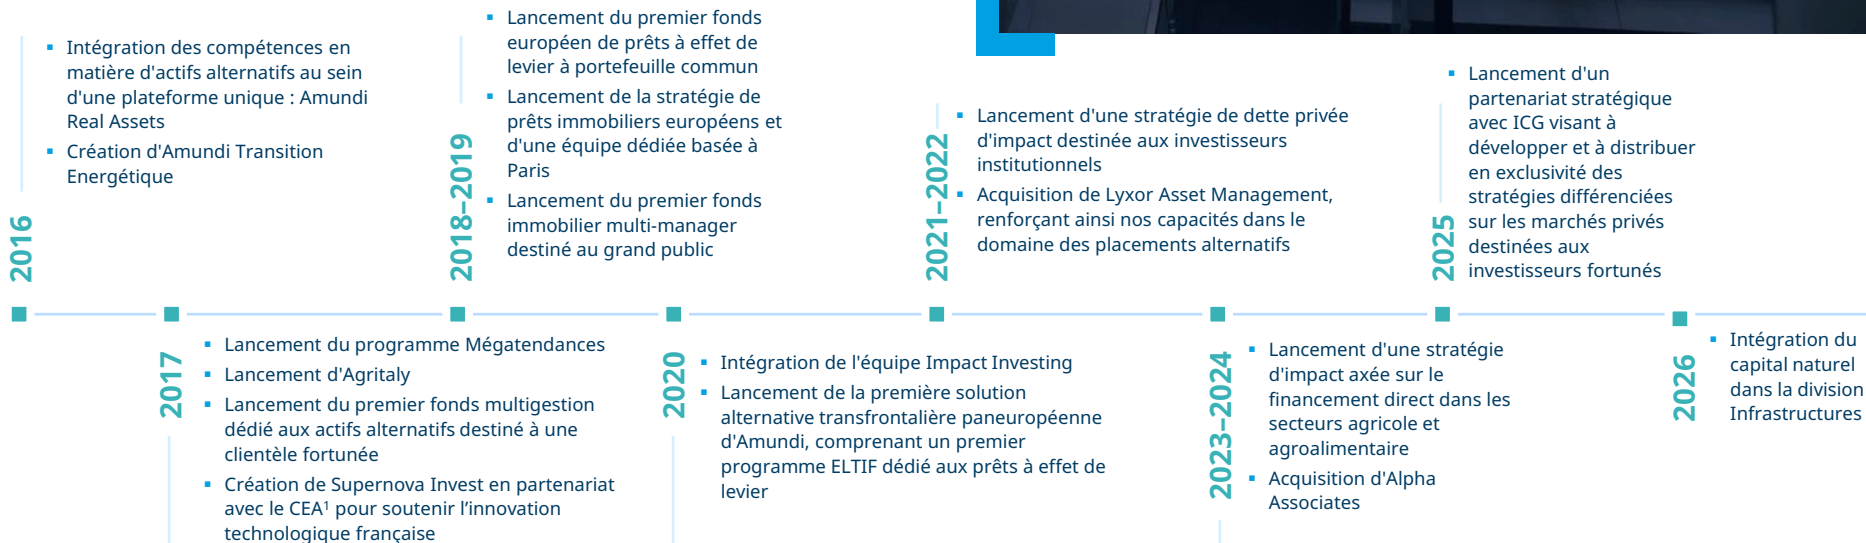 2016
Intégration des compétences en
matière d'actifs alternatifs au sein
d'une plateforme unique : Amundi
Real Assets
Création d'Amundi Transition
Energétique
2017
Lancement du programme Mégatendances
Lancement d'Agritaly
Lancement du premier fonds multigestion
dédié aux actifs alternatifs destiné à une
clientèle fortunée
Création de Supernova Invest en partenariat
avec le CEA¹ pour soutenir l’innovation
technologique française
2018–2019
Lancement du premier fonds
européen de prêts à effet de
levier à portefeuille commun
Lancement de la stratégie de
prêts immobiliers européens et
d'une équipe dédiée basée à
Paris
Lancement du premier fonds
immobilier multi-manager
destiné au grand public
2020
Intégration de l'équipe Impact Investing
Lancement de la première solution
alternative transfrontalière paneuropéenne
d'Amundi, comprenant un premier
programme ELTIF dédié aux prêts à effet de
levier
2021–2022
Lancement d'une stratégie de dette privée
d'impact destinée aux investisseurs
institutionnels
Acquisition de Lyxor Asset Management,
renforçant ainsi nos capacités dans le
domaine des placements alternatifs
2023–2024
Lancement d'une stratégie
d'impact axée sur le
financement direct dans les
secteurs agricole et
agroalimentaire
Acquisition d'Alpha
Associates
2025
Lancement d'un
partenariat stratégique
avec ICG visant à
développer et à distribuer
en exclusivité des
stratégies différenciées
sur les marchés privés
destinées aux
investisseurs fortunés
2026
Intégration du
capital naturel
dans la division
Infrastructures